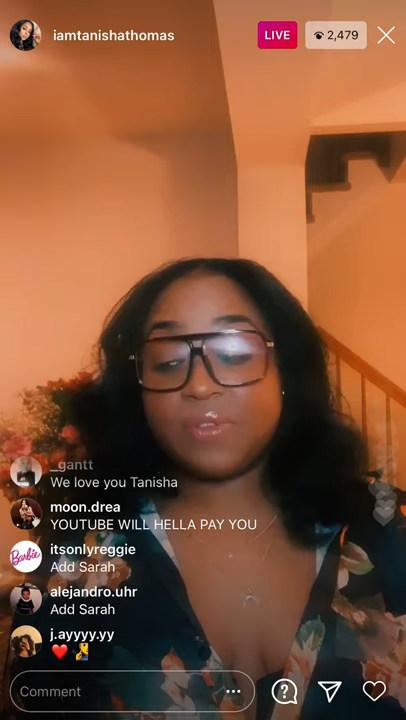 iamtanishathomas
LIVE
2,479
_gantt
We love you Tanisha
moon.drea
YOUTUBE WILL HELLA PAY YOU
itsonlyreggie
Barbie
Add Sarah
alejandro.uhr
Add Sarah
j.ayyyy.yy
❤️ 🧏‍♀️
Comment